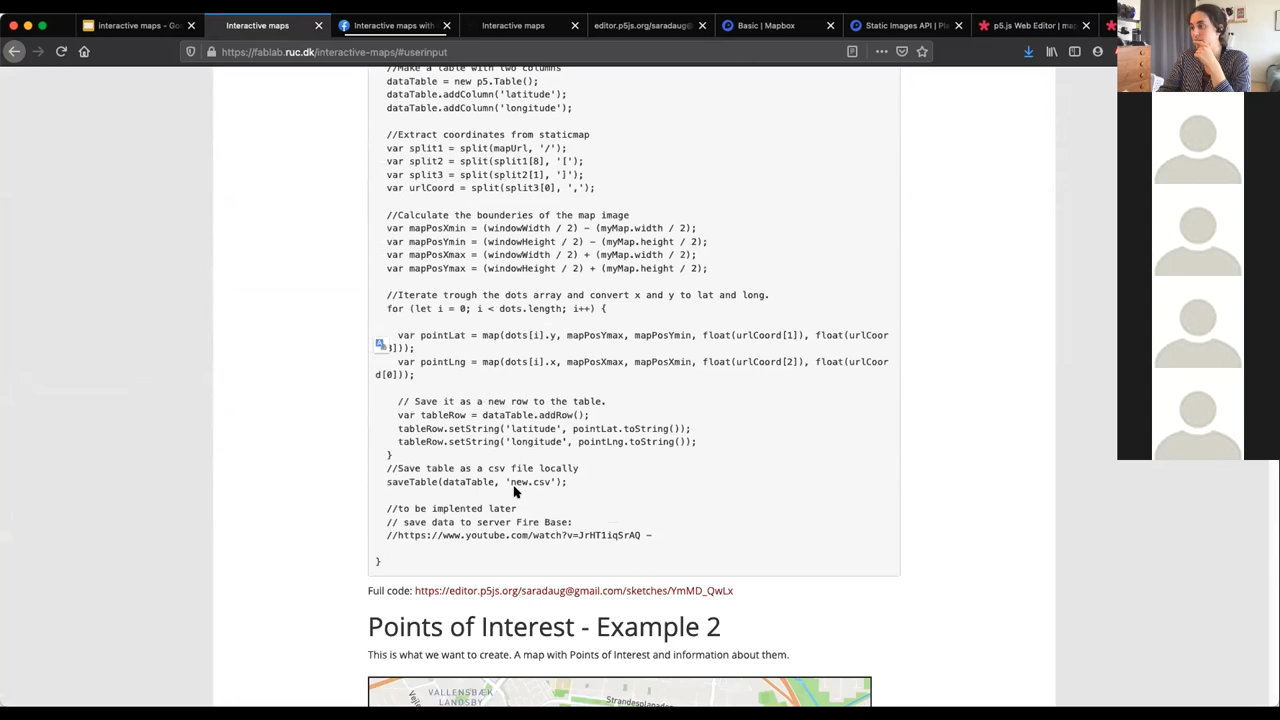 interactive maps - Go
Interactive maps
Interactive maps with
Interactive maps
editor.p5js.org/saradaug@
Basic | Mapbox
Static Images API | Pl
p5.js Web Editor | map
https://fablab.ruc.dk/interactive-maps/#userinput
//Make a table with two columns
dataTable = new p5.Table();
dataTable.addColumn('latitude');
dataTable.addColumn('longitude');
//Extract coordinates from staticmap
var split1 = split(mapUrl, '/');
var split2 = split(split1[8], '[');
var split3 = split(split2[1], ']');
var urlCoord = split(split3[0], ',');
//Calculate the bounderies of the map image
var mapPosXmin = (windowWidth / 2) - (myMap.width / 2);
var mapPosYmin = (windowHeight / 2) - (myMap.height / 2);
var mapPosXmax = (windowWidth / 2) + (myMap.width / 2);
var mapPosYmax = (windowHeight / 2) + (myMap.height / 2);
//Iterate trough the dots array and convert x and y to lat and long.
for (let i = 0; i < dots.length; i++) {
var pointLat = map(dots[i].y, mapPosYmax, mapPosYmin, float(urlCoord[1]), float(urlCoor
3]));
var pointLng = map(dots[i].x, mapPosXmax, mapPosXmin, float(urlCoord[2]), float(urlCoor
d[0]));
// Save it as a new row to the table.
var tableRow = dataTable.addRow();
tableRow.setString('latitude', pointLat.toString());
tableRow.setString('longitude', pointLng.toString());
}
//Save table as a csv file locally
saveTable(dataTable, 'new.csv');
//to be implented later
// save data to server Fire Base:
//https://www.youtube.com/watch?v=JrHT1iqSrAQ -
}
Full code: https://editor.p5js.org/saradaug@gmail.com/sketches/YmMD_QwLx
Points of Interest - Example 2
This is what we want to create. A map with Points of Interest and information about them.
VALLENSBÆK
LANDSBY
Strandesplanaden